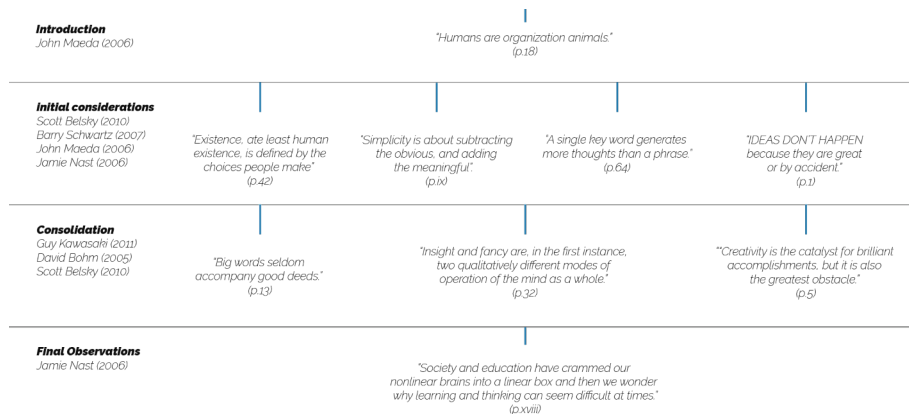 Introduction
John Maeda (2006)
"Humans are organization animals."
(p.18)
initial considerations
Scott Belsky (2010)
Barry Schwartz (2007)
John Maeda (2006)
Jamie Nast (2006)
"Existence, ate least human
existence, is defined by the
choices people make"
(p.42)
"Simplicity is about subtracting
the obvious, and adding
the meaningful".
(p.ix)
"A single key word generates
more thoughts than a phrase."
(p.64)
"IDEAS DON'T HAPPEN
because they are great
or by accident."
(p.1)
Consolidation
Guy Kawasaki (2011)
David Bohm (2005)
Scott Belsky (2010)
"Big words seldom
accompany good deeds."
(p.13)
"Insight and fancy are, in the first instance,
two qualitatively different modes of
operation of the mind as a whole."
(p.32)
""Creativity is the catalyst for brilliant
accomplishments, but it is also
the greatest obstacle."
(p.5)
Final Observations
Jamie Nast (2006)
"Society and education have crammed our
nonlinear brains into a linear box and then we wonder
why learning and thinking can seem difficult at times."
(p.xviii)